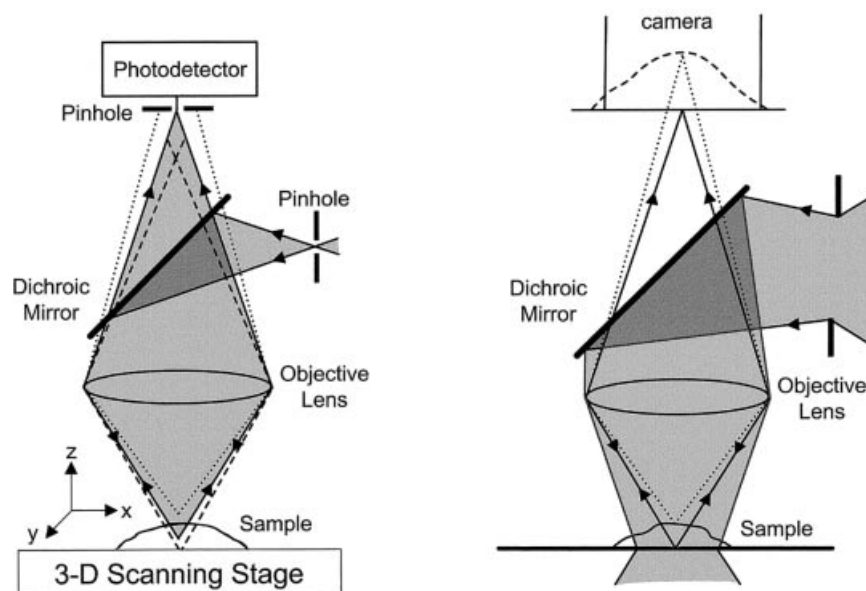 Photodetector
Pinhole
Pinhole
Dichroic
Mirror
Objective
Lens
z
x
y
Sample
3-D Scanning Stage
camera
Dichroic
Mirror
Objective
Lens
Sample